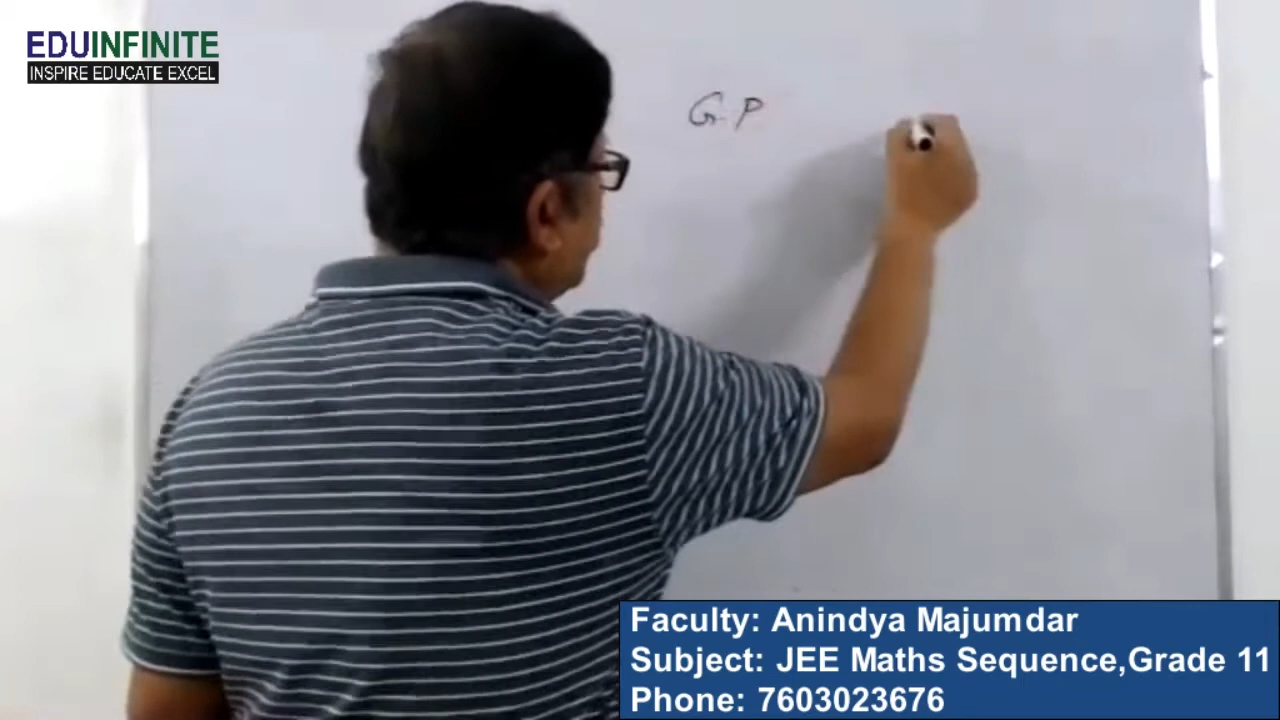 EDUINFINITE
INSPIRE EDUCATE EXCEL
G.P
Faculty: Anindya Majumdar
Subject: JEE Maths Sequence,Grade 11
Phone: 7603023676